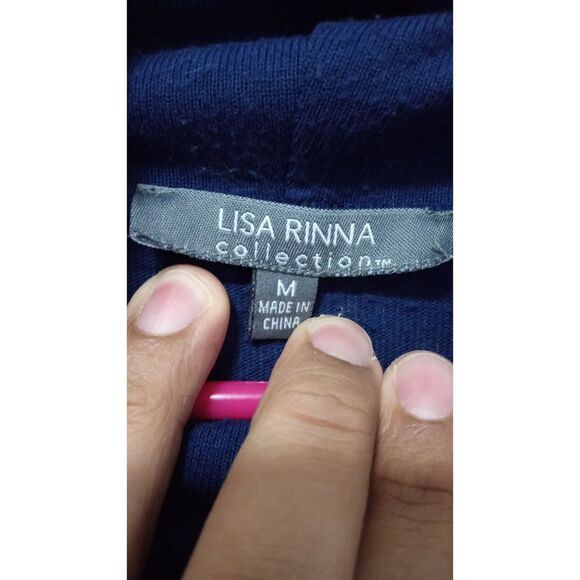 LISA RINNA
collection™
M
MADE IN
CHINA